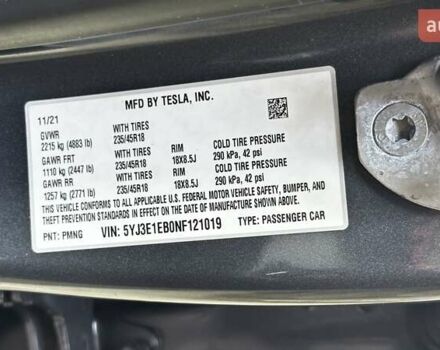 au
MFD BY TESLA, INC.
11/21
GVWR WITH TIRES
2215 kg (4883 lb) 235/45R18
GAWR FRT WITH TIRES RIM COLD TIRE PRESSURE
1110 kg (2447 lb) 235/45R18 18X8.5J 290 kPa, 42 psi
GAWR RR WITH TIRES RIM COLD TIRE PRESSURE
1257 kg (2771 lb) 235/45R18 18X8.5J 290 kPa, 42 psi
THIS VEHICLE CONFORMS TO ALL APPLICABLE U.S. FEDERAL MOTOR VEHICLE SAFETY, BUMPER, AND
THEFT PREVENTION STANDARDS IN EFFECT ON THE DATE OF MANUFACTURE SHOWN ABOVE.
PNT: PMNG VIN: 5YJ3E1EB0NF121019 TYPE: PASSENGER CAR